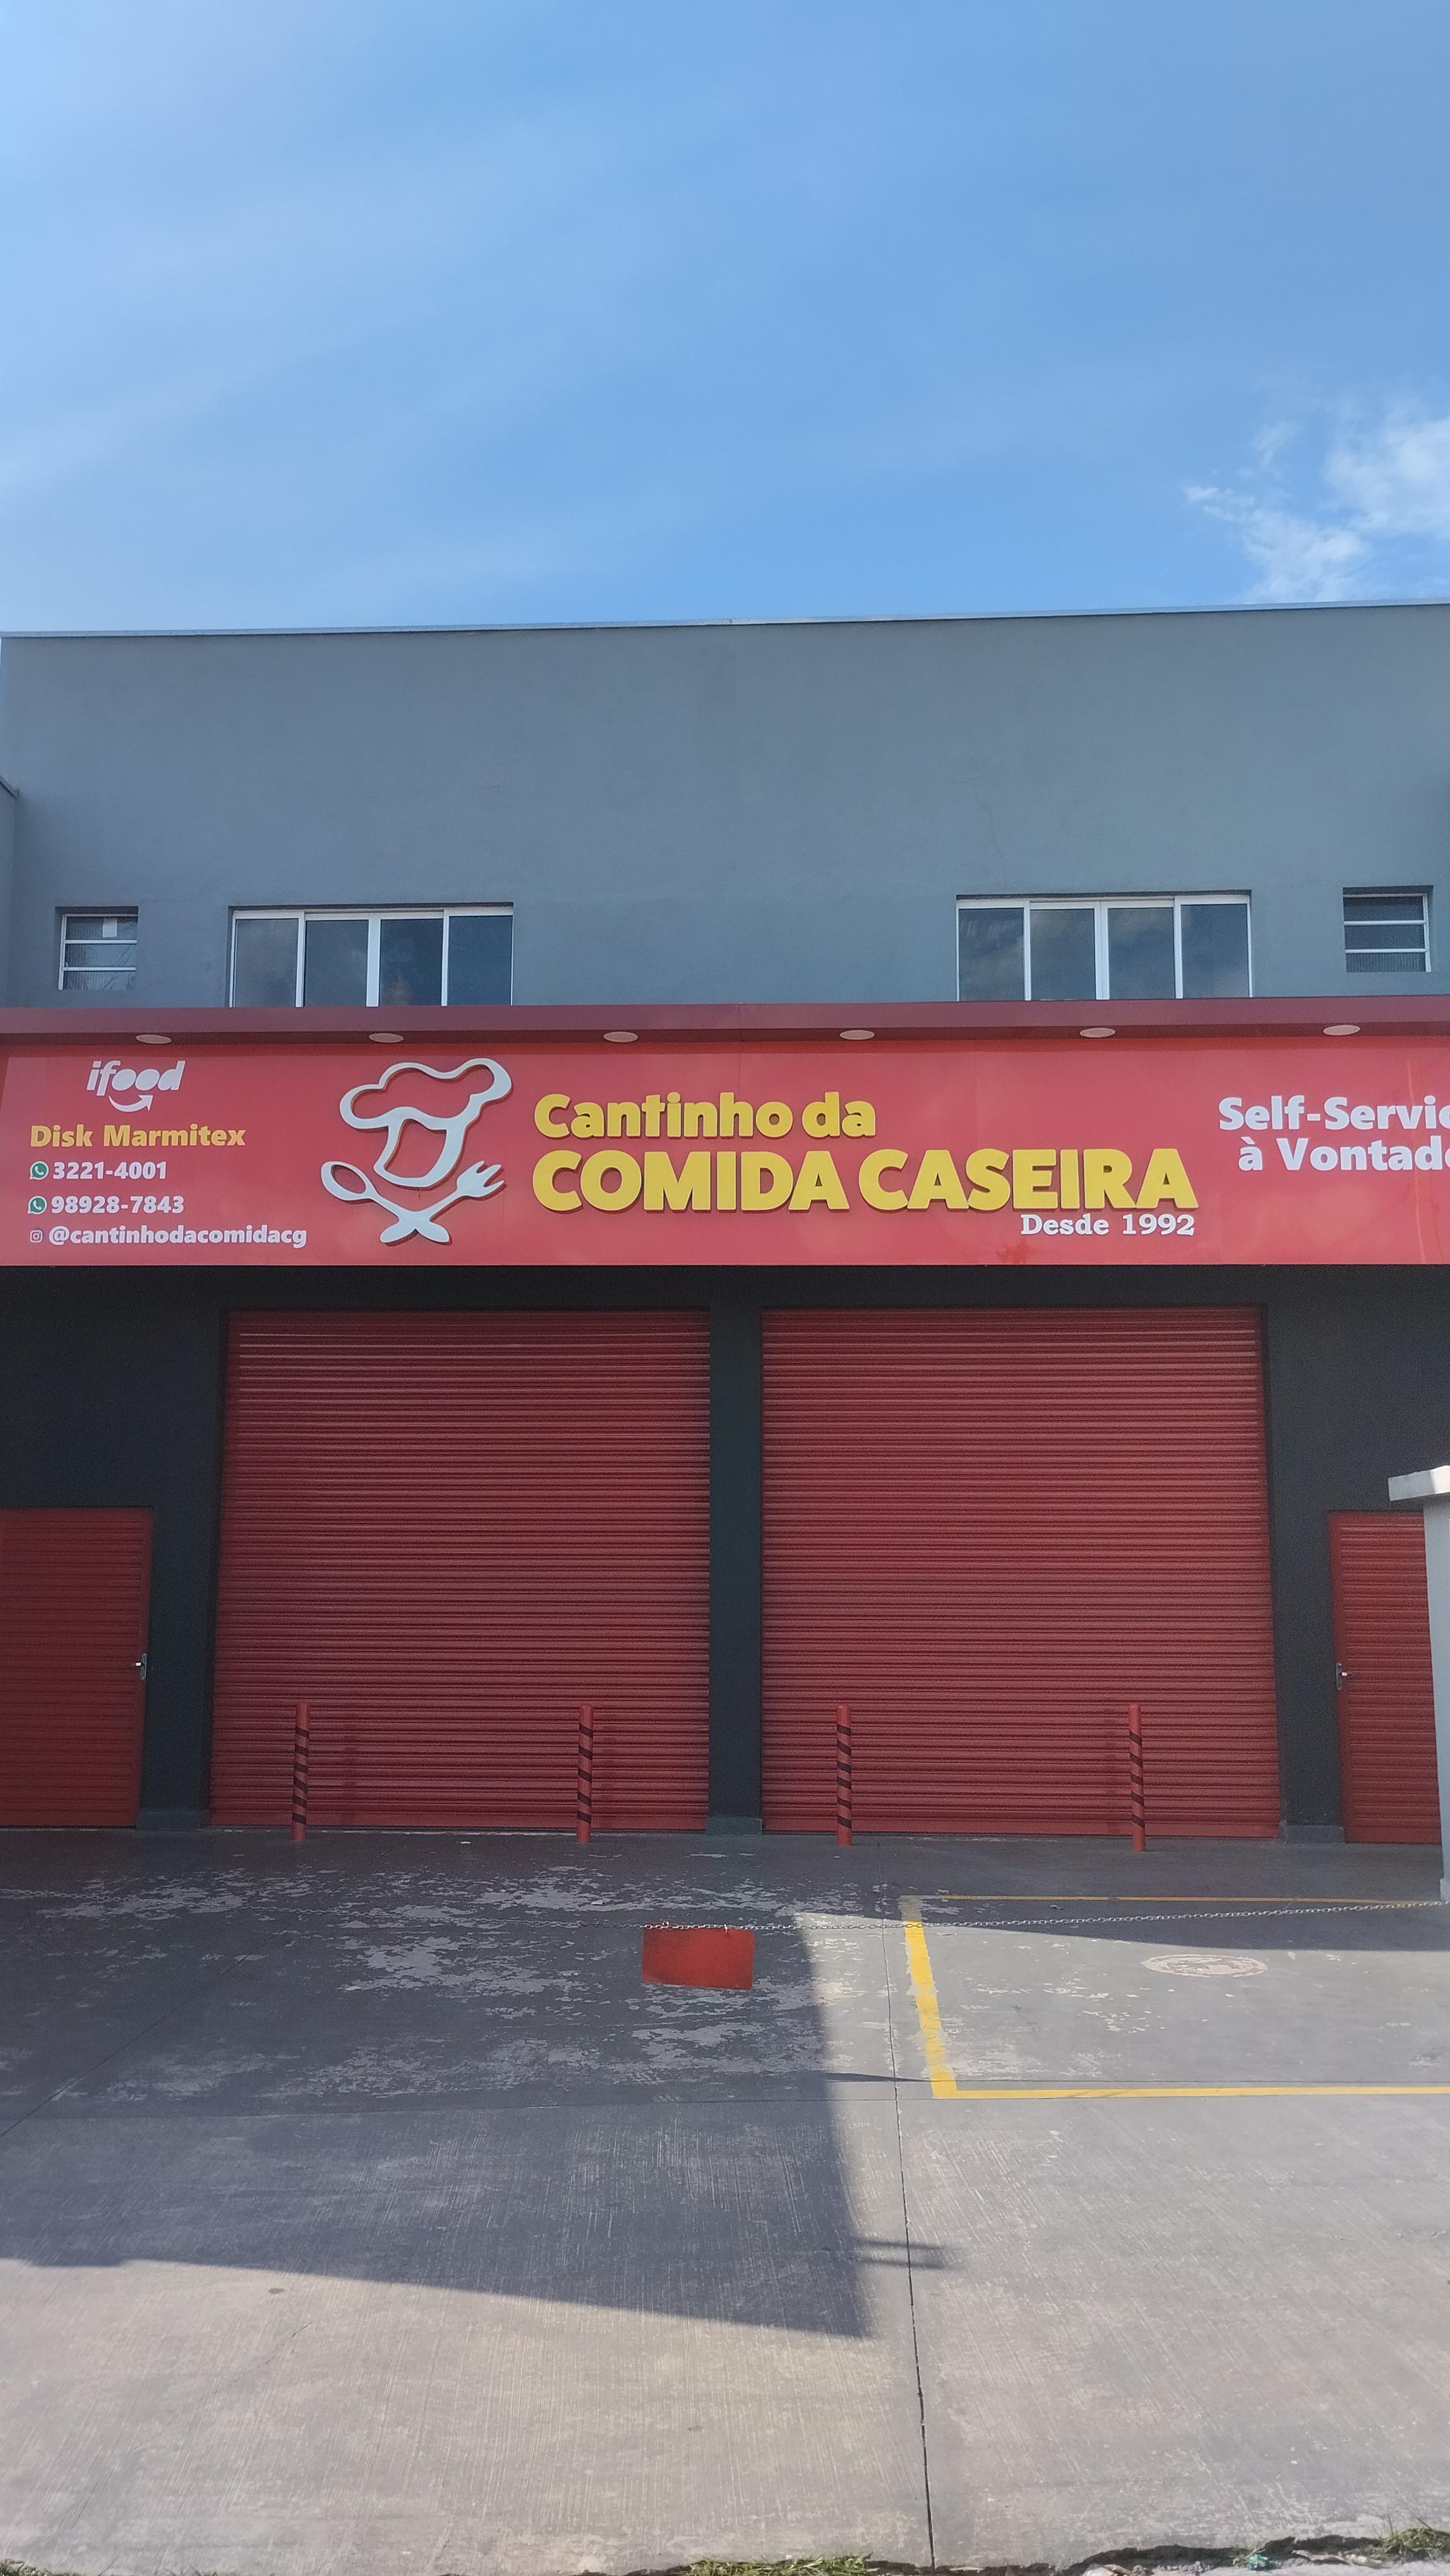 ifood
Disk Marmitex
3221-4001
98928-7843
@cantinhodacomidacg
Cantinho da
COMIDA CASEIRA
Desde 1992
Self-Servic
à Vontad